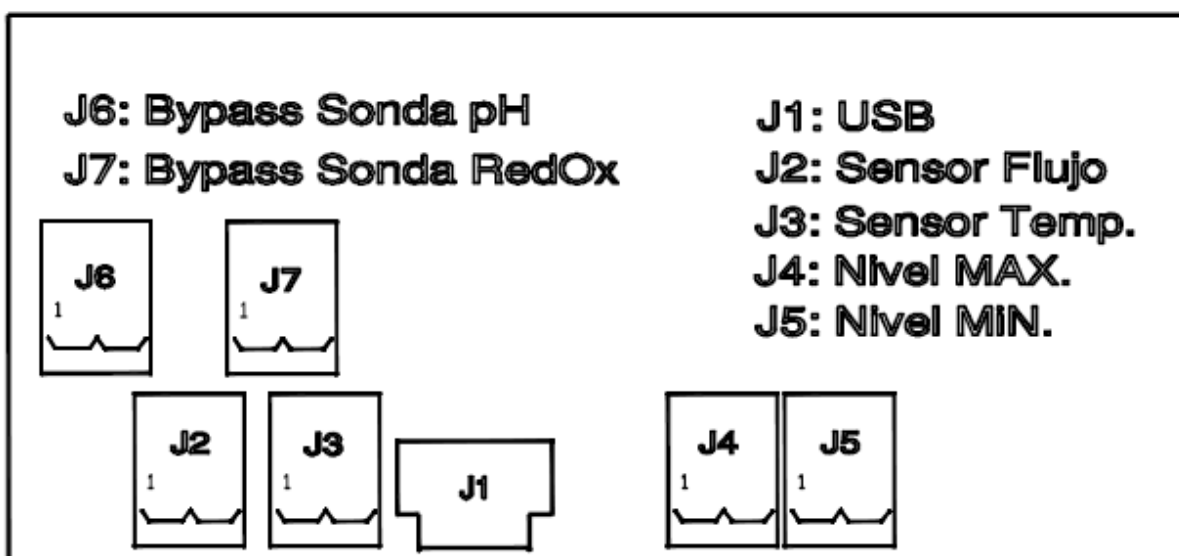 J6: Bypass Sonda pH
J7: Bypass Sonda RedOx
J1: USB
J2: Sensor Flujo
J3: Sensor Temp.
J4: Nivel MAX.
J5: Nivel MiN.
J6
1
J7
1
J2
1
J3
1
J1
J4
1
J5
1